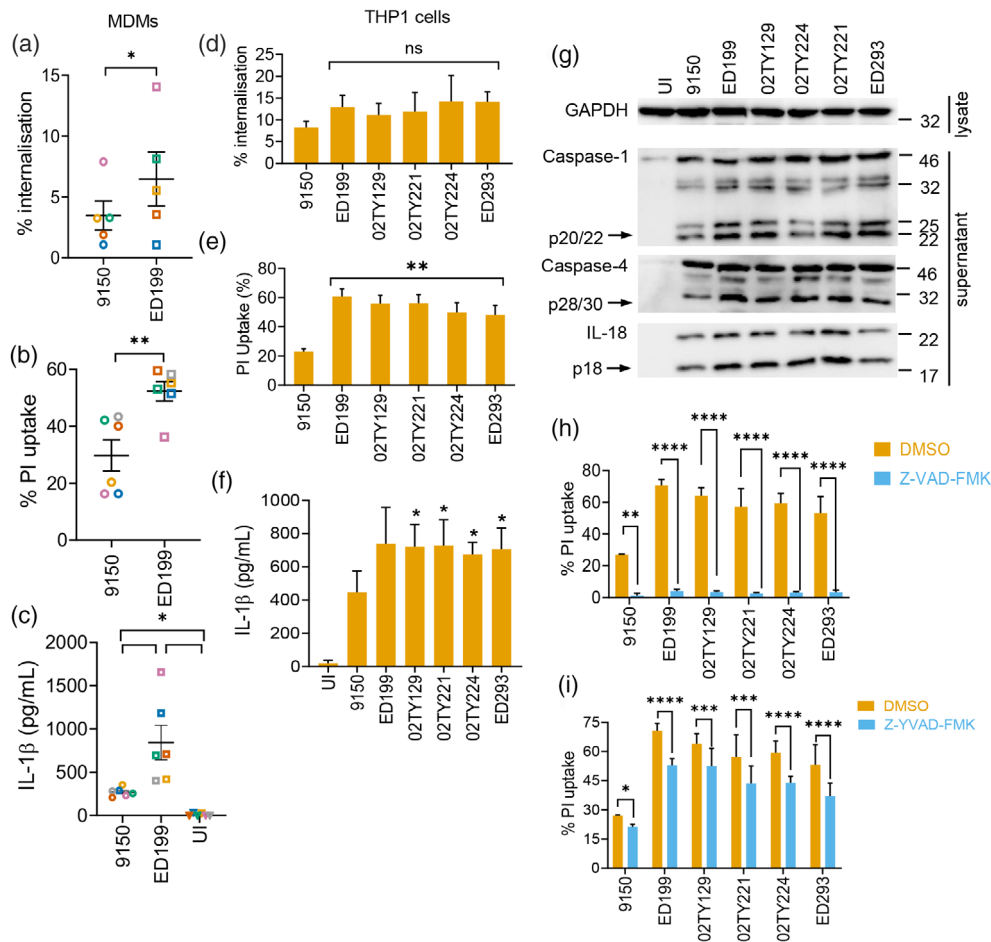 MDMs
THP1 cells
(a)
*
% internalisation
15
10
5
0
9150
ED199
(b)
**
% PI uptake
60
40
20
0
9150
ED199
(c)
*
IL-1β (pg/mL)
2000
1500
1000
500
0
9150
ED199
UI
(d)
ns
% internalisation
25
20
15
10
5
0
9150
ED199
02TY129
02TY221
02TY224
ED293
(e)
**
PI Uptake (%)
80
60
40
20
0
9150
ED199
02TY129
02TY221
02TY224
ED293
(f)
* * * *
IL-1β (pg/mL)
1000
800
600
400
200
0
UI
9150
ED199
02TY129
02TY221
02TY224
ED293
(g)
UI
9150
ED199
02TY129
02TY224
02TY221
ED293
GAPDH
32
lysate
Caspase-1
46
32
25
p20/22
22
Caspase-4
46
p28/30
32
IL-18
22
p18
17
supernatant
(h)
DMSO
Z-VAD-FMK
** **** **** **** **** ****
% PI uptake
80
60
40
20
0
9150
ED199
02TY129
02TY221
02TY224
ED293
(i)
DMSO
Z-YVAD-FMK
* **** *** *** **** ****
% PI uptake
75
60
45
30
15
0
9150
ED199
02TY129
02TY221
02TY224
ED293